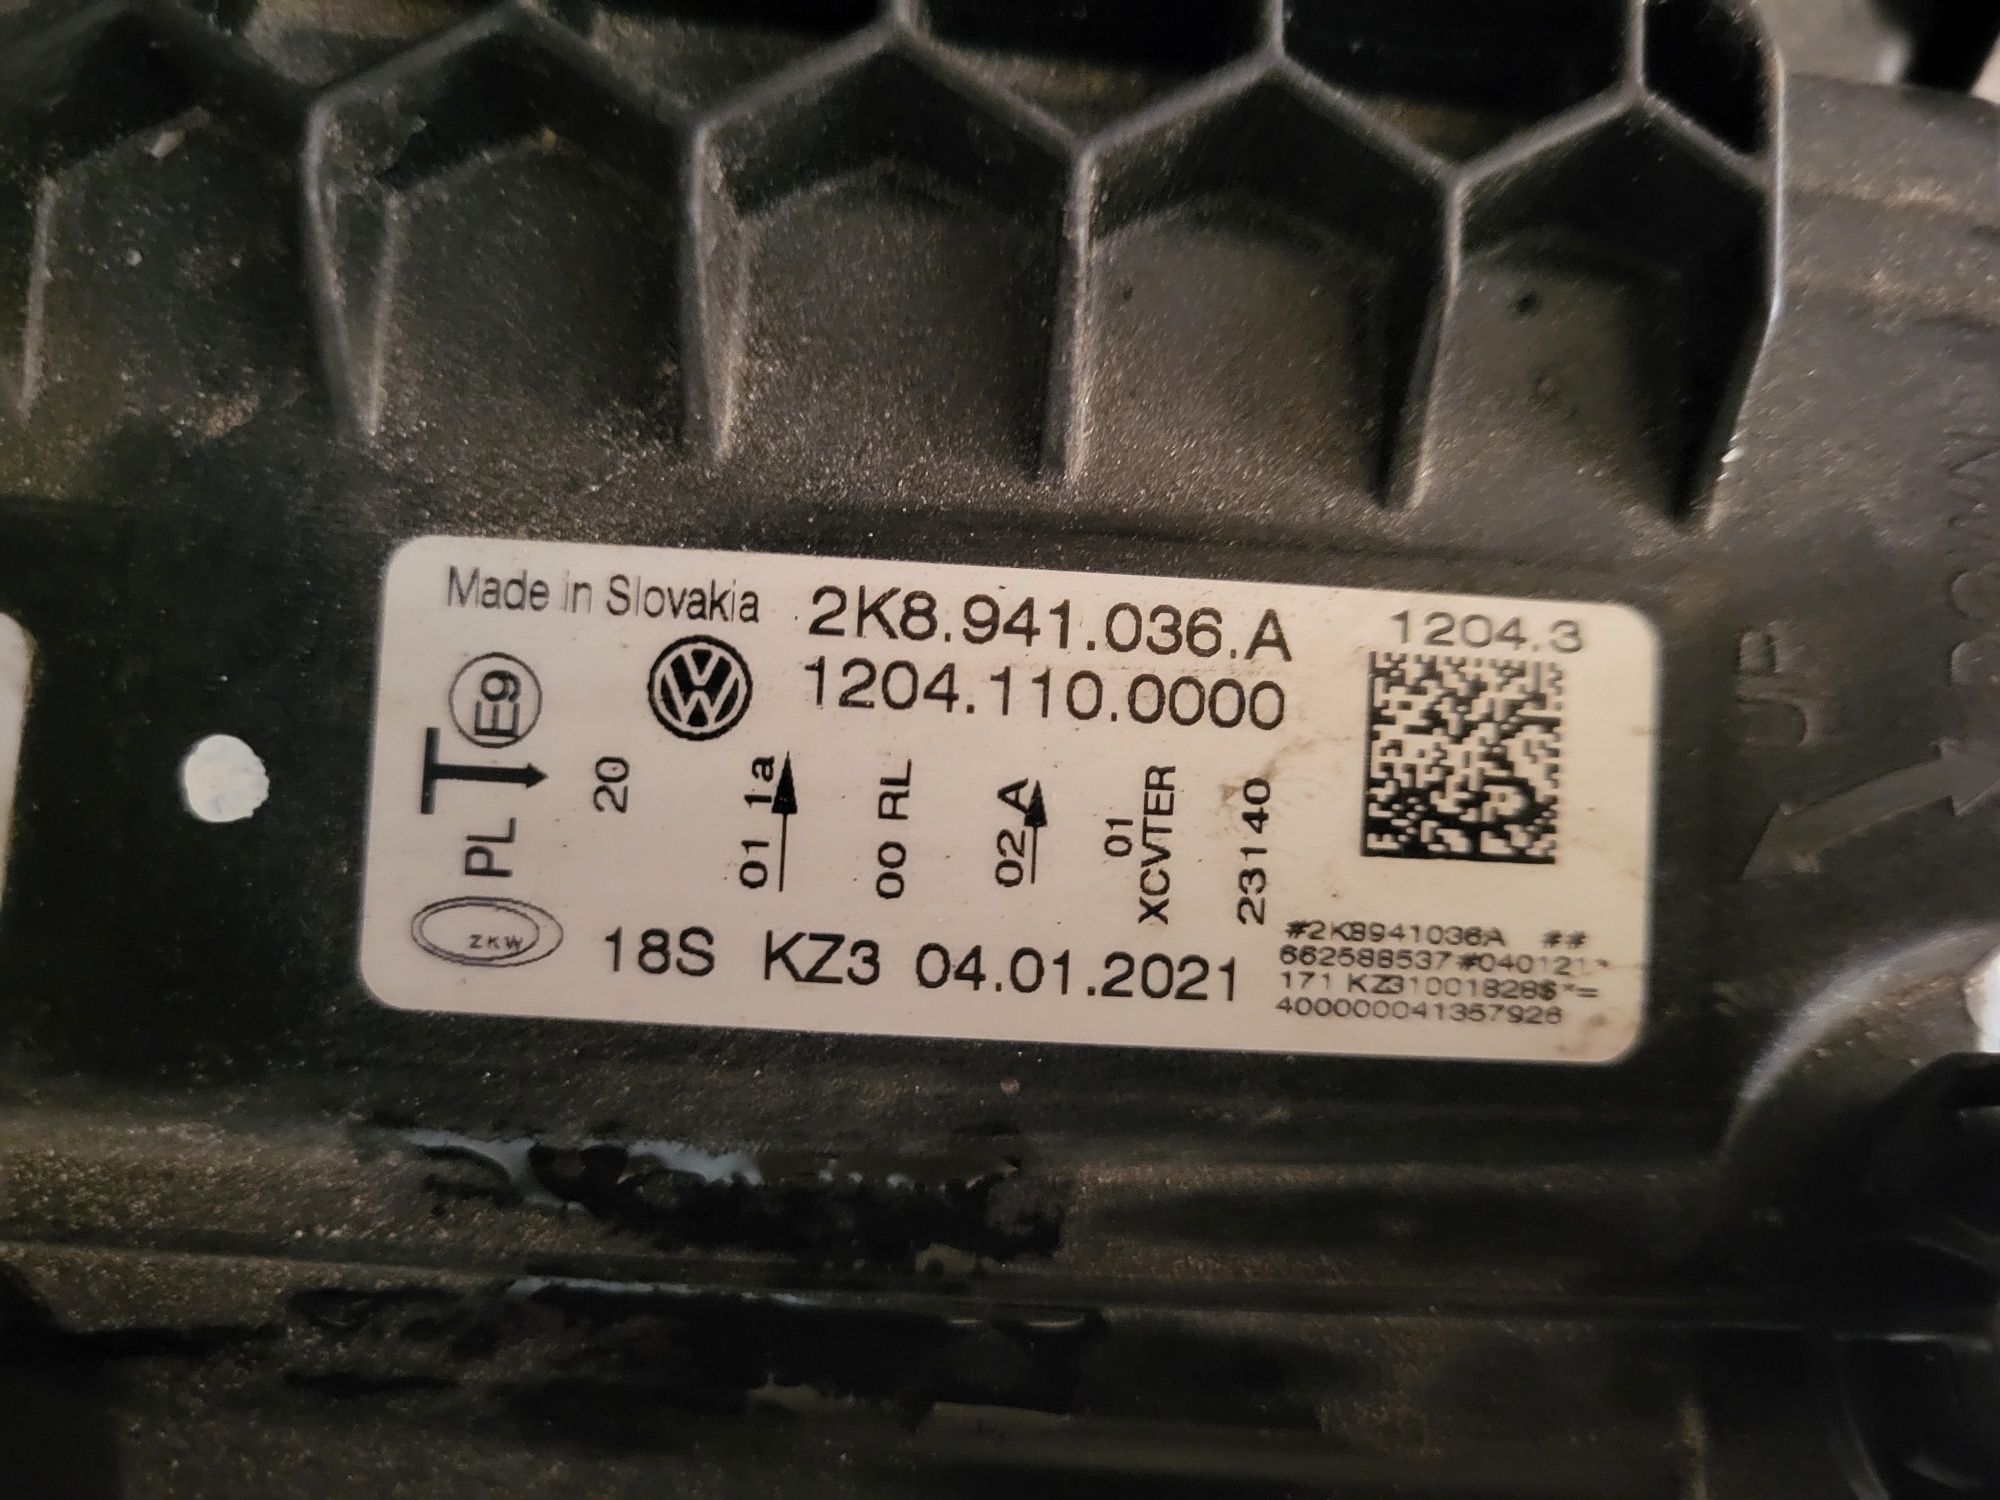 Made in Slovakia 2K8.941.036.A 1204.3
1204.110.0000
E9
PL
20
01 1a
00 RL
02 A
01
XCVTER
23140
ZKW
18S KZ3 04.01.2021
#2K8941036A ##
662588537#040121*
171 KZ31001828$*=
400000041357926
UP